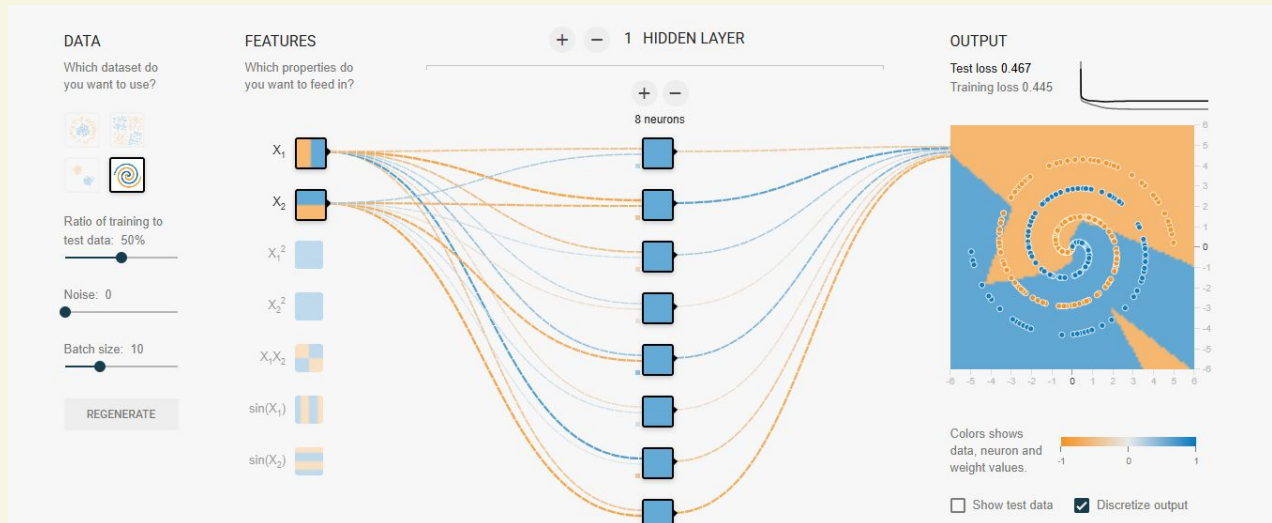 DATA
Which dataset do
you want to use?
Ratio of training to
test data: 50%
Noise: 0
Batch size: 10
REGENERATE
FEATURES
Which properties do
you want to feed in?
X1
X2
X1²
X2²
X1X2
sin(X1)
sin(X2)
+ − 1 HIDDEN LAYER
+ −
8 neurons
OUTPUT
Test loss 0.467
Training loss 0.445
6
5
4
3
2
1
0
-1
-2
-3
-4
-5
-6
-6 -5 -4 -3 -2 -1 0 1 2 3 4 5 6
Colors shows
data, neuron and
weight values.
-1 0 1
Show test data
Discretize output